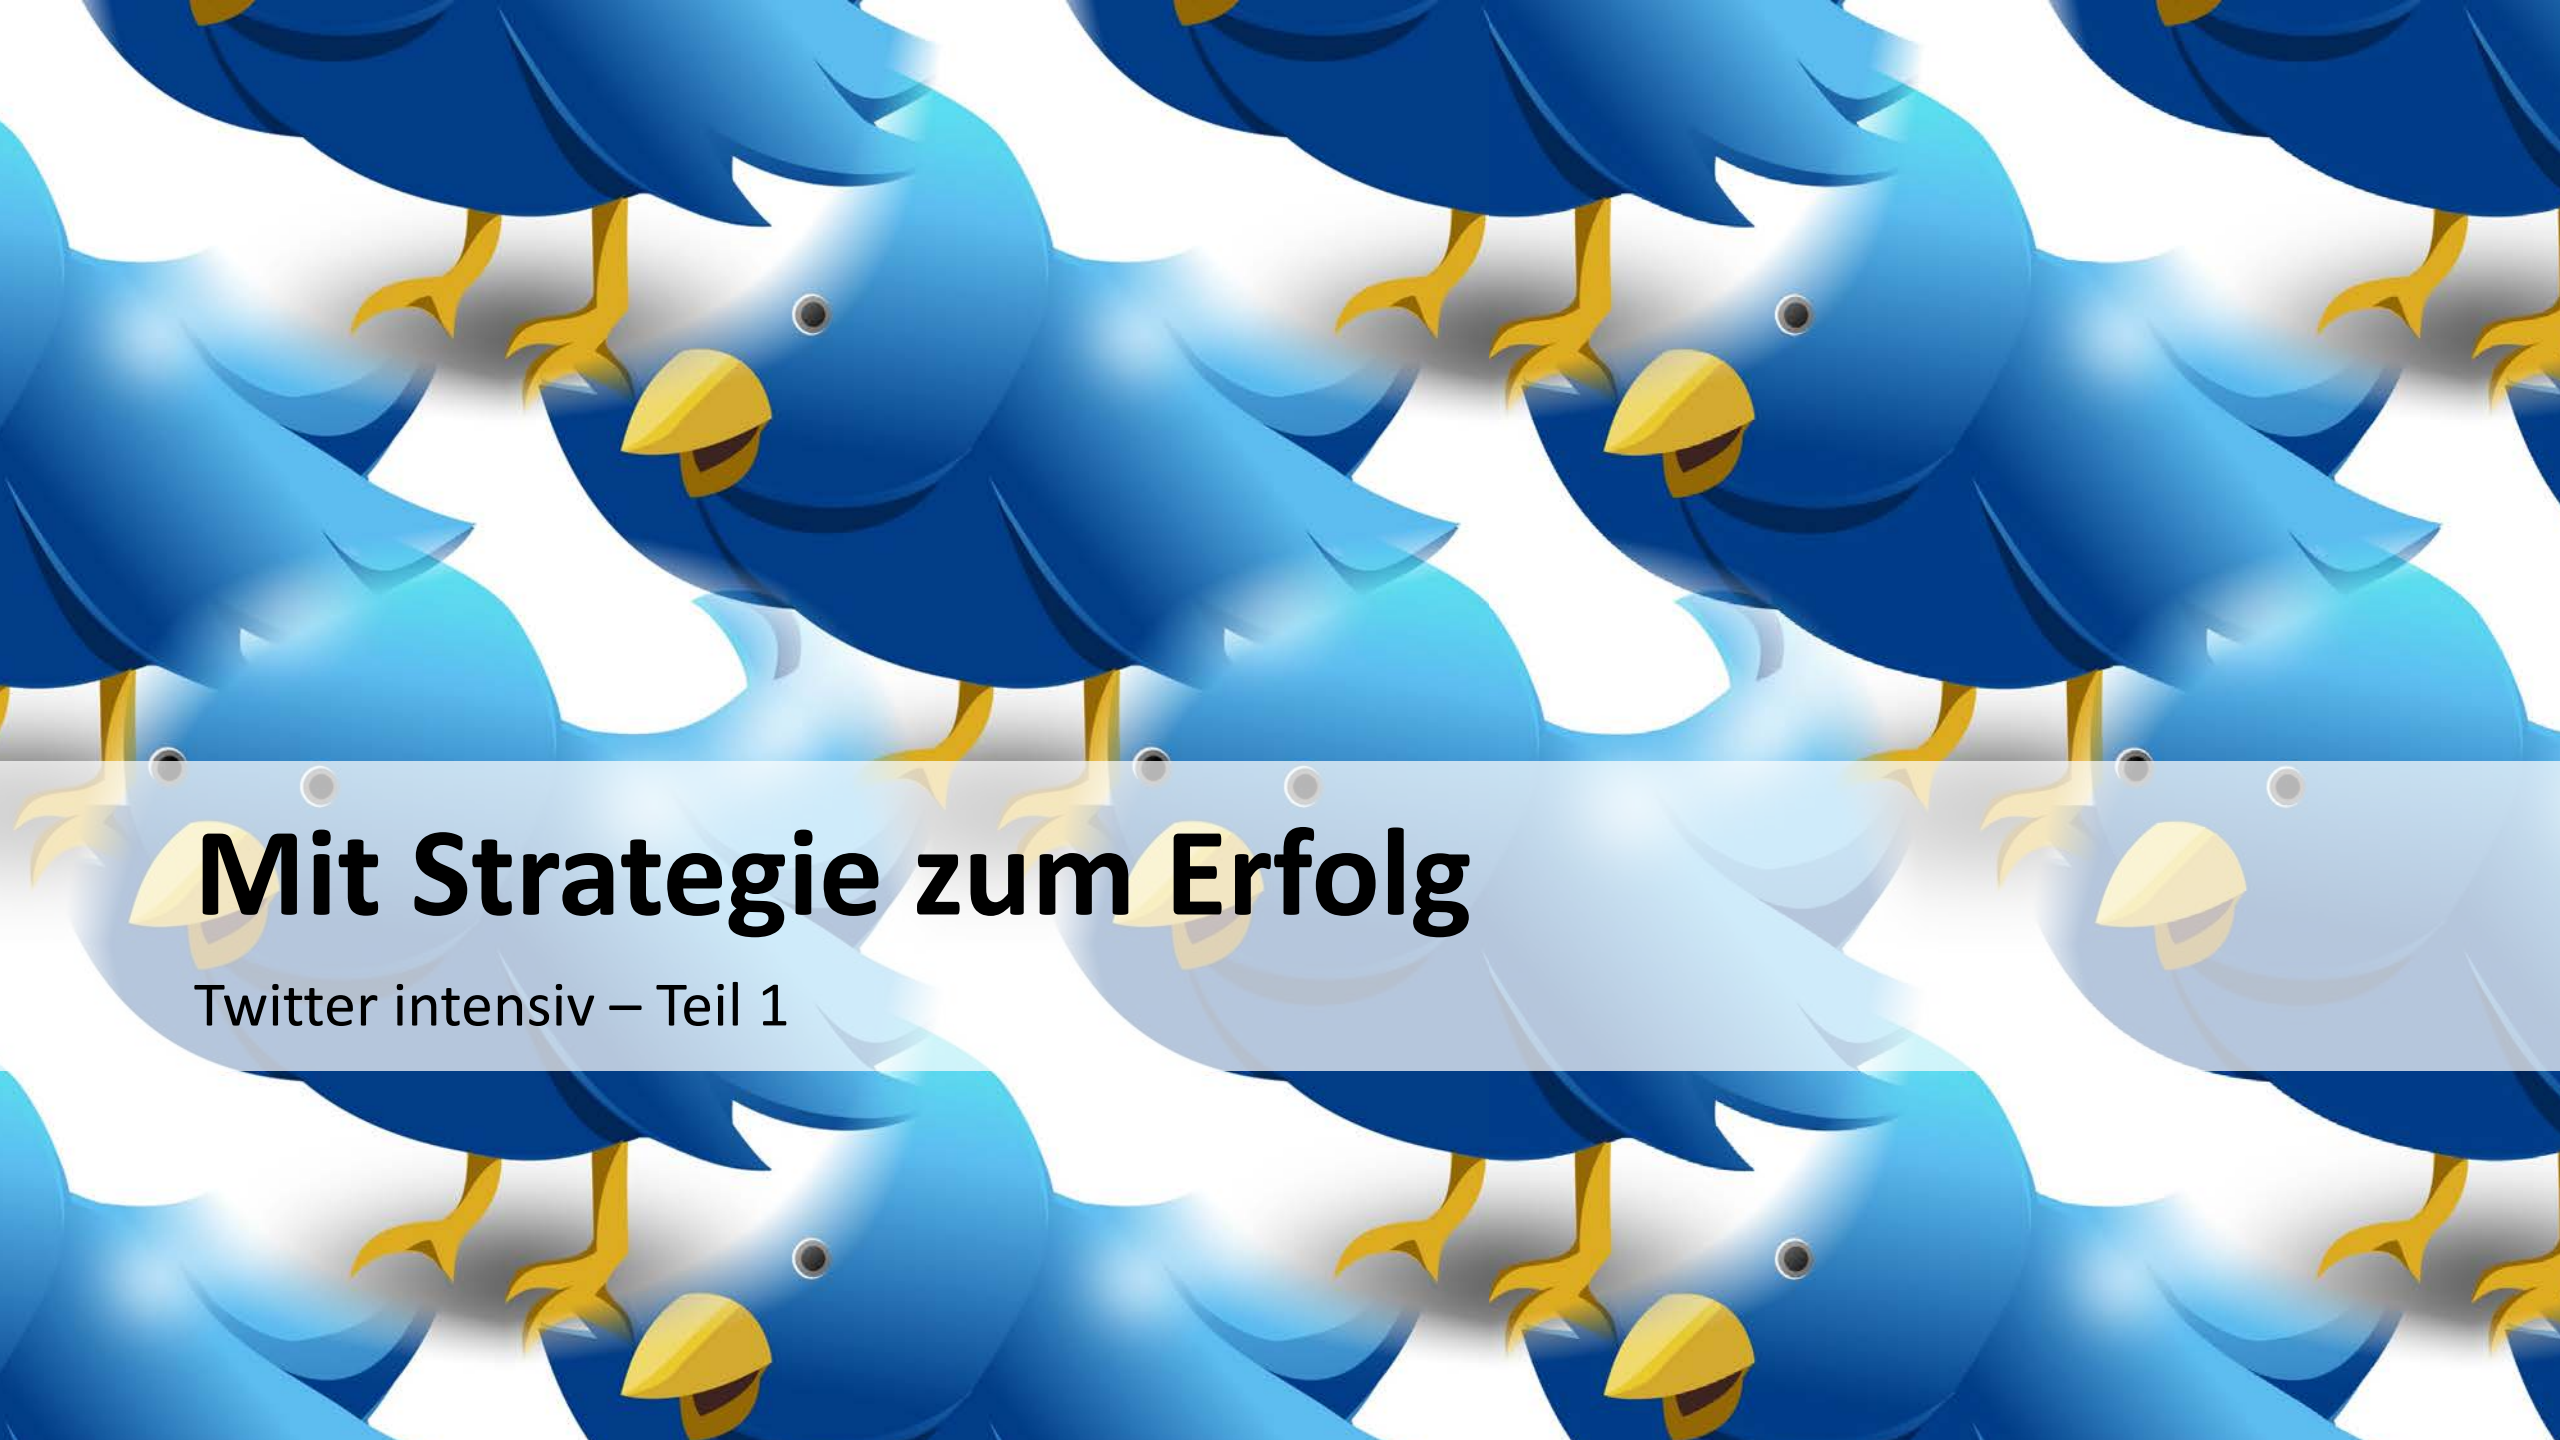 Mit Strategie zum Erfolg
Twitter intensiv – Teil 1